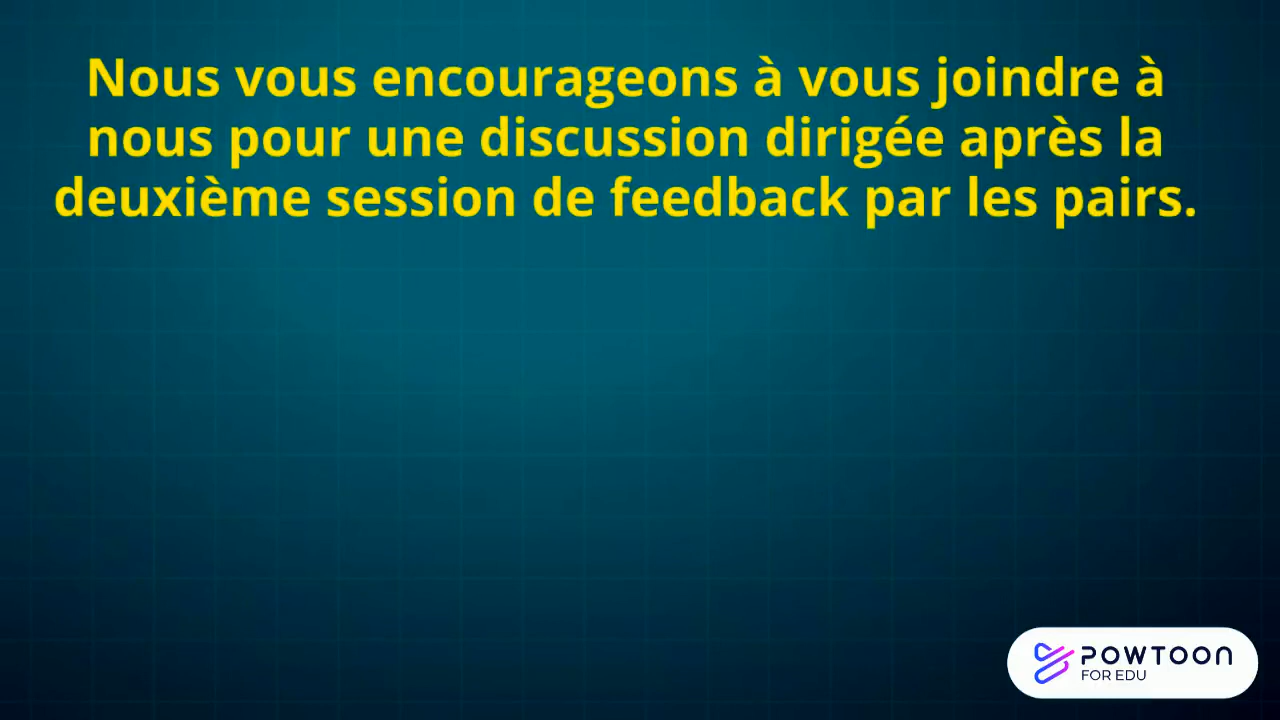 Nous vous encourageons à vous joindre à
nous pour une discussion dirigée après la
deuxième session de feedback par les pairs.
POWTOON
FOR EDU